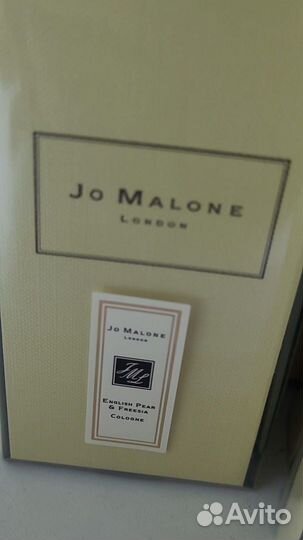 JO MALONE
LONDON
JO MALONE
LONDON
JML
ENGLISH PEAR
& FREESIA
COLOGNE
Avito